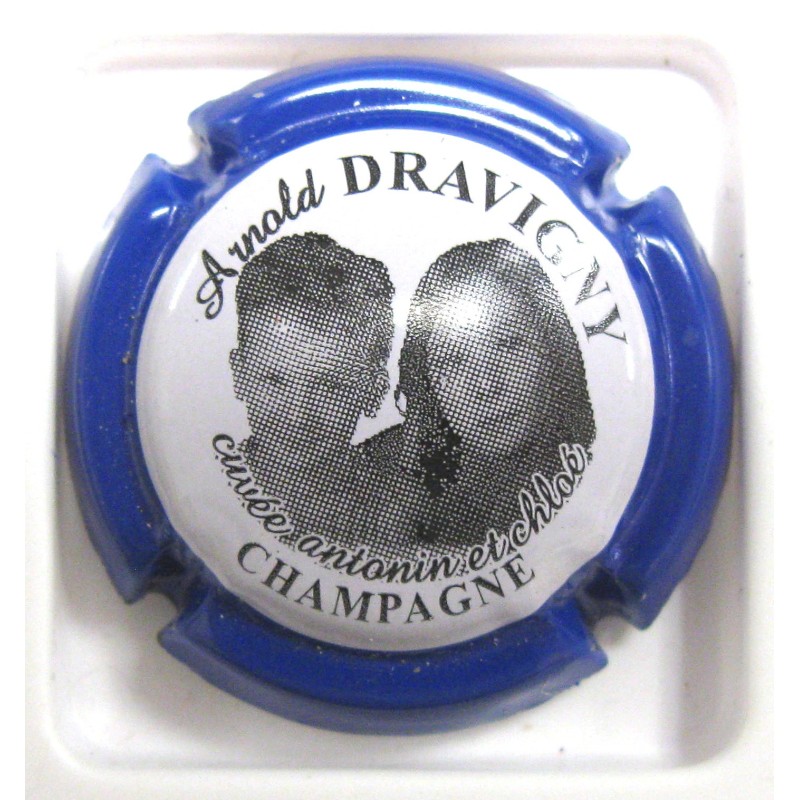 Arnold DRAVIGNY
cuvée antonin et chloé
CHAMPAGNE